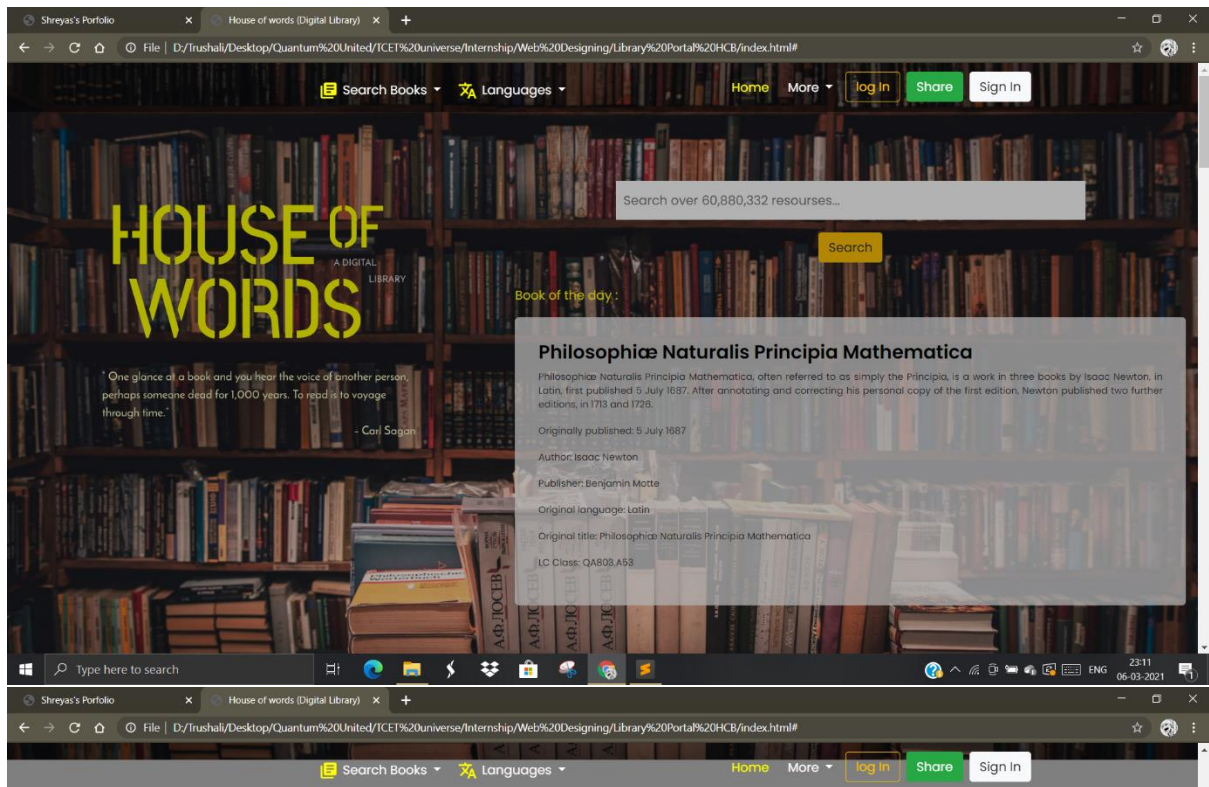 Shreyas's Porfolio
House of words (Digital Library)
File | D:/Trushali/Desktop/Quantum%20United/TCET%20universe/Internship/Web%20Designing/Library%20Portal%20HCB/index.html#
Search Books Languages Home More log In Share Sign In
Search over 60,880,332 resourses...
Search
HOUSE OF
A DIGITAL
LIBRARY
WORDS
" One glance at a book and you hear the voice of another person,
perhaps someone dead for 1,000 years. To read is to voyage
through time."
- Carl Sagan
Book of the day :
Philosophiæ Naturalis Principia Mathematica
Philosophiæ Naturalis Principia Mathematica, often referred to as simply the Principia, is a work in three books by Isaac Newton, in
Latin, first published 5 July 1687. After annotating and correcting his personal copy of the first edition, Newton published two further
editions, in 1713 and 1726.
Originally published: 5 July 1687
Author: Isaac Newton
Publisher: Benjamin Motte
Original language: Latin
Original title: Philosophiæ Naturalis Principia Mathematica
LC Class: QA803.A53
А.Ф.ЛОСЕВ
А.Ф.ЛОСЕВ
А.Ф.ЛОСЕВ
Type here to search
ENG
23:11
06-03-2021
Shreyas's Porfolio
House of words (Digital Library)
File | D:/Trushali/Desktop/Quantum%20United/TCET%20universe/Internship/Web%20Designing/Library%20Portal%20HCB/index.html#
Search Books Languages Home More log In Share Sign In